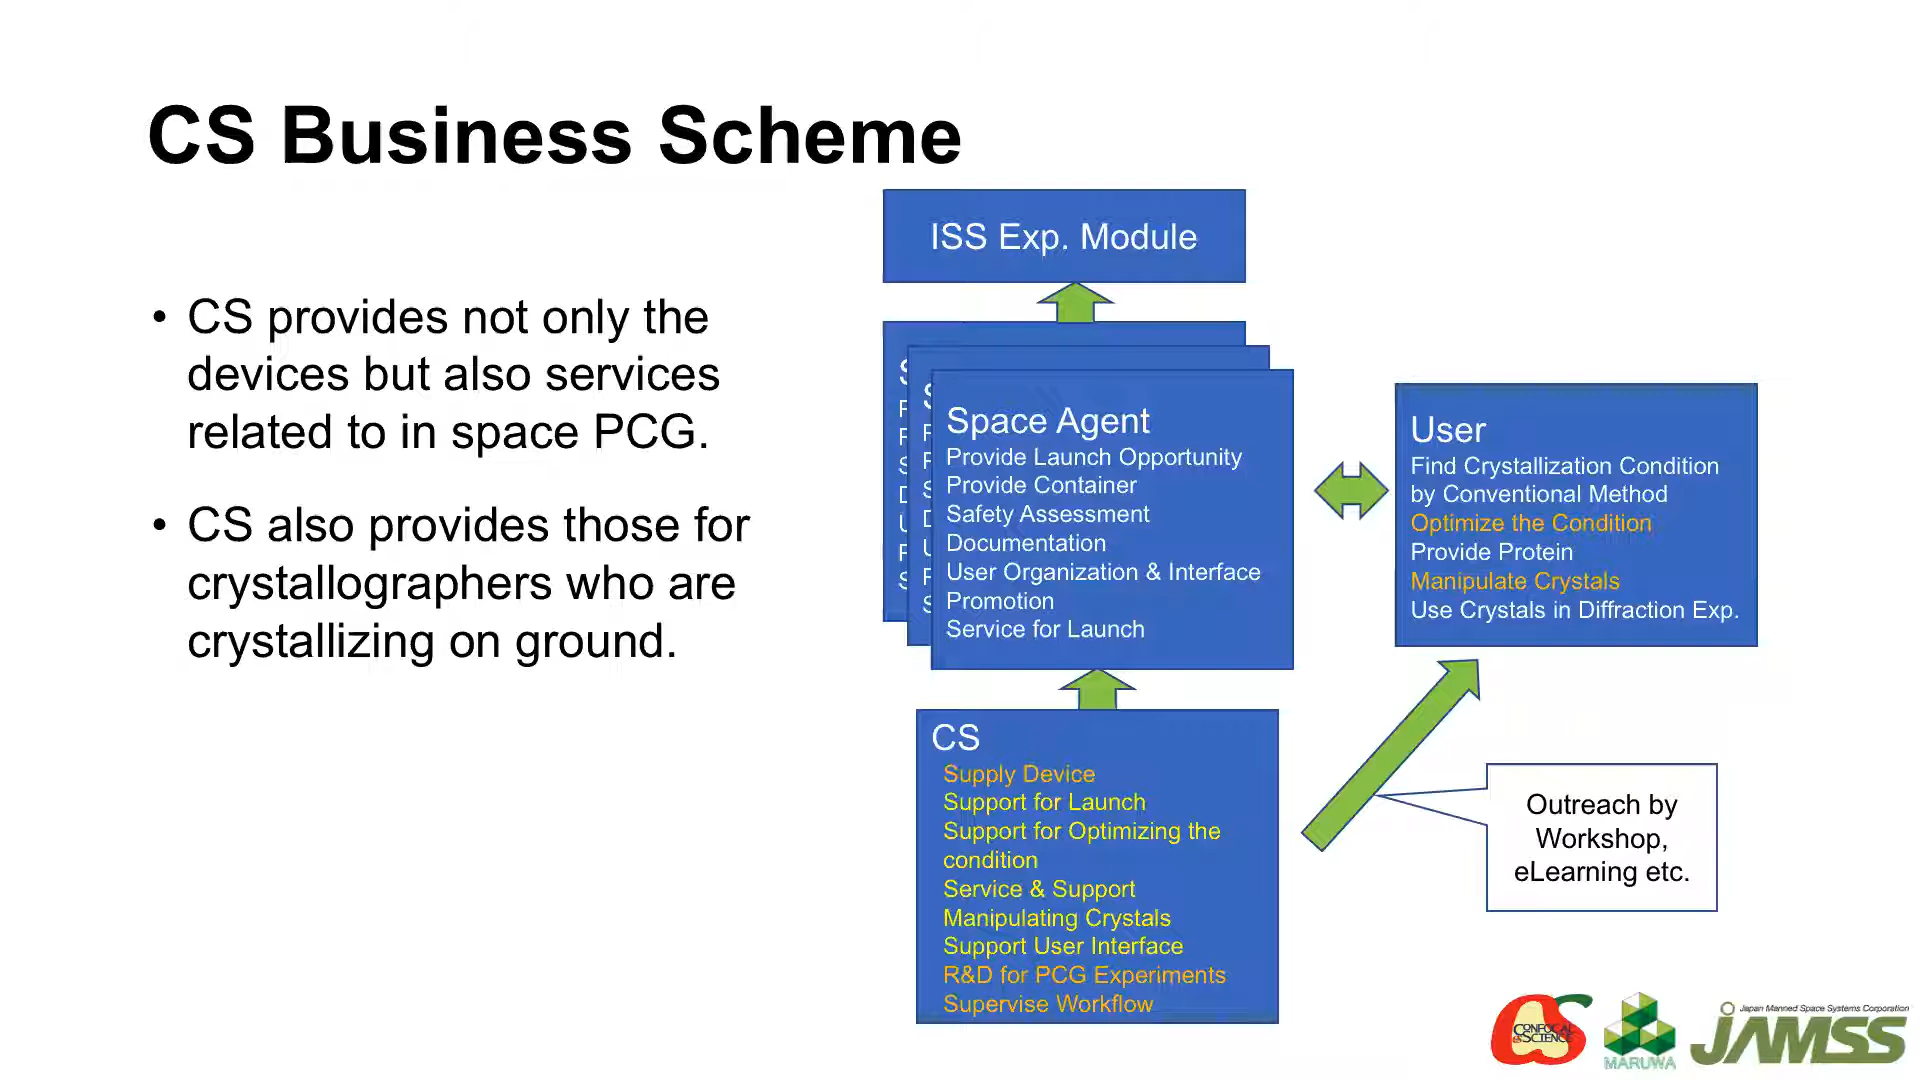 CS Business Scheme
• CS provides not only the
devices but also services
related to in space PCG.
• CS also provides those for
crystallographers who are
crystallizing on ground.
ISS Exp. Module
Space Agent
Provide Launch Opportunity
Provide Container
Safety Assessment
Documentation
User Organization & Interface
Promotion
Service for Launch
User
Find Crystallization Condition
by Conventional Method
Optimize the Condition
Provide Protein
Manipulate Crystals
Use Crystals in Diffraction Exp.
CS
Supply Device
Support for Launch
Support for Optimizing the
condition
Service & Support
Manipulating Crystals
Support User Interface
R&D for PCG Experiments
Supervise Workflow
Outreach by
Workshop,
eLearning etc.
CONFOCAL
SCIENCE
MARUWA
Japan Manned Space Systems Corporation
JAMSS